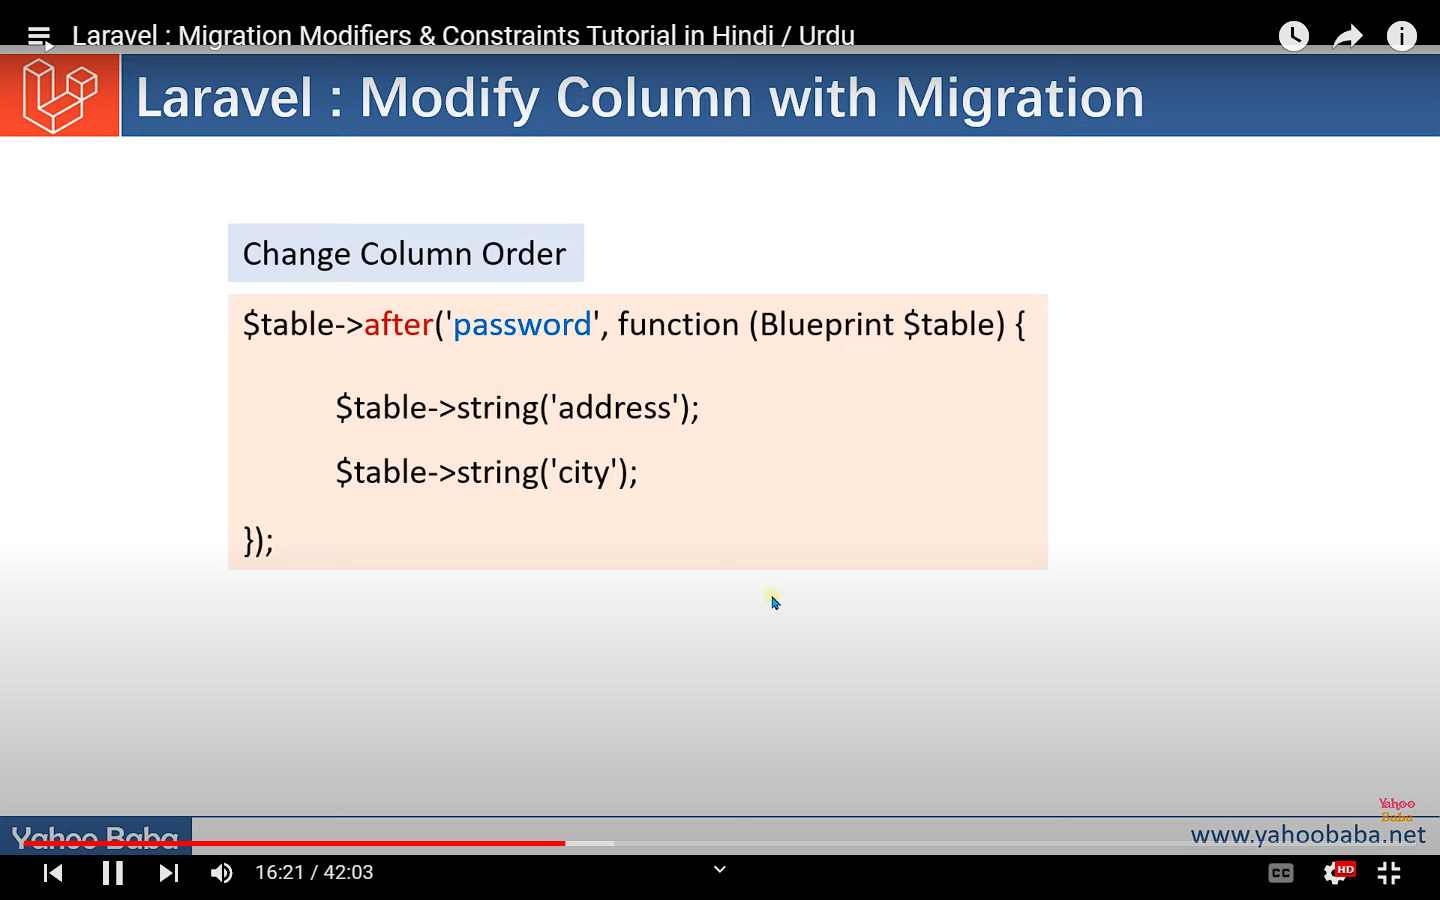 Laravel : Migration Modifiers & Constraints Tutorial in Hindi / Urdu
Laravel : Modify Column with Migration
Change Column Order
$table->after('password', function (Blueprint $table) {
$table->string('address');
$table->string('city');
});
Yahoo
Baba
Yahoo Baba
www.yahoobaba.net
16:21 / 42:03
CC
HD